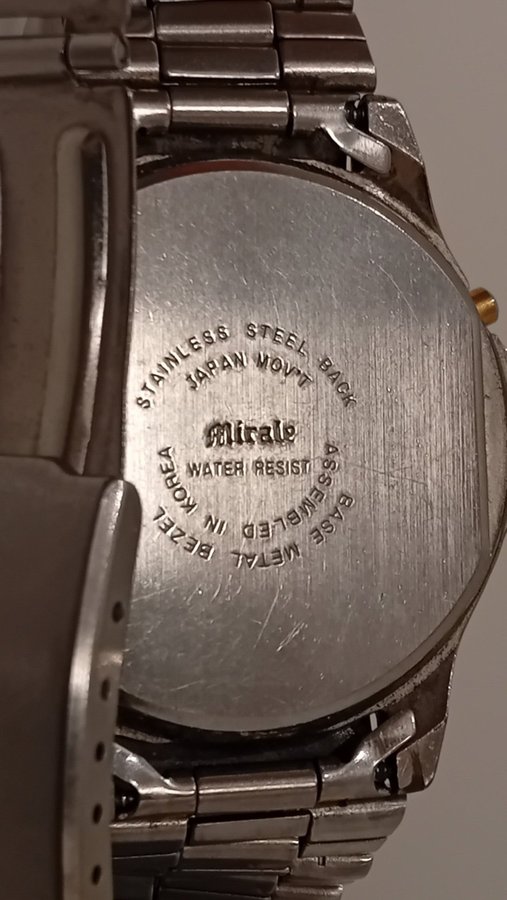 STAINLESS STEEL BACK
JAPAN MOV'T
Mirale
WATER RESIST
ASSEMBLED IN KOREA
BASE METAL BEZEL